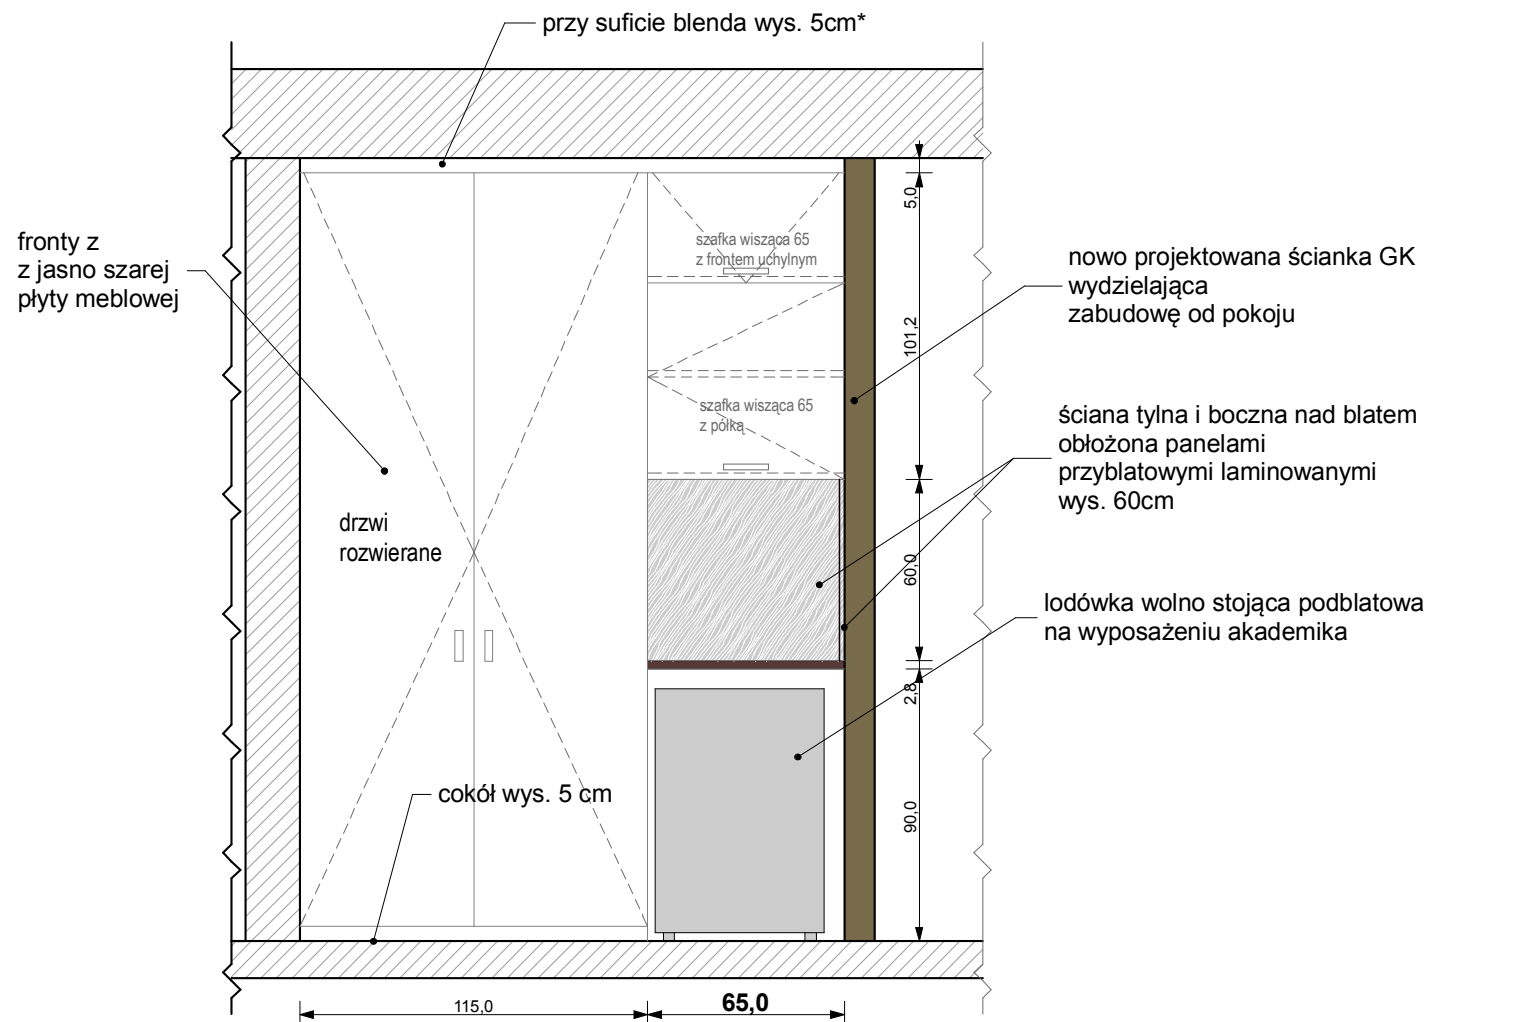 przy suficie blenda wys. 5cm*
fronty z
z jasno szarej
płyty meblowej
szafka wisząca 65
z frontem uchylnym
5,0
nowo projektowana ścianka GK
wydzielająca
zabudowę od pokoju
101,2
szafka wisząca 65
z półką
ściana tylna i boczna nad blatem
obłożona panelami
przyblatowymi laminowanymi
wys. 60cm
drzwi
rozwierane
60,0
lodówka wolno stojąca podblatowa
na wyposażeniu akademika
2,8
cokół wys. 5 cm
90,0
115,0
65,0